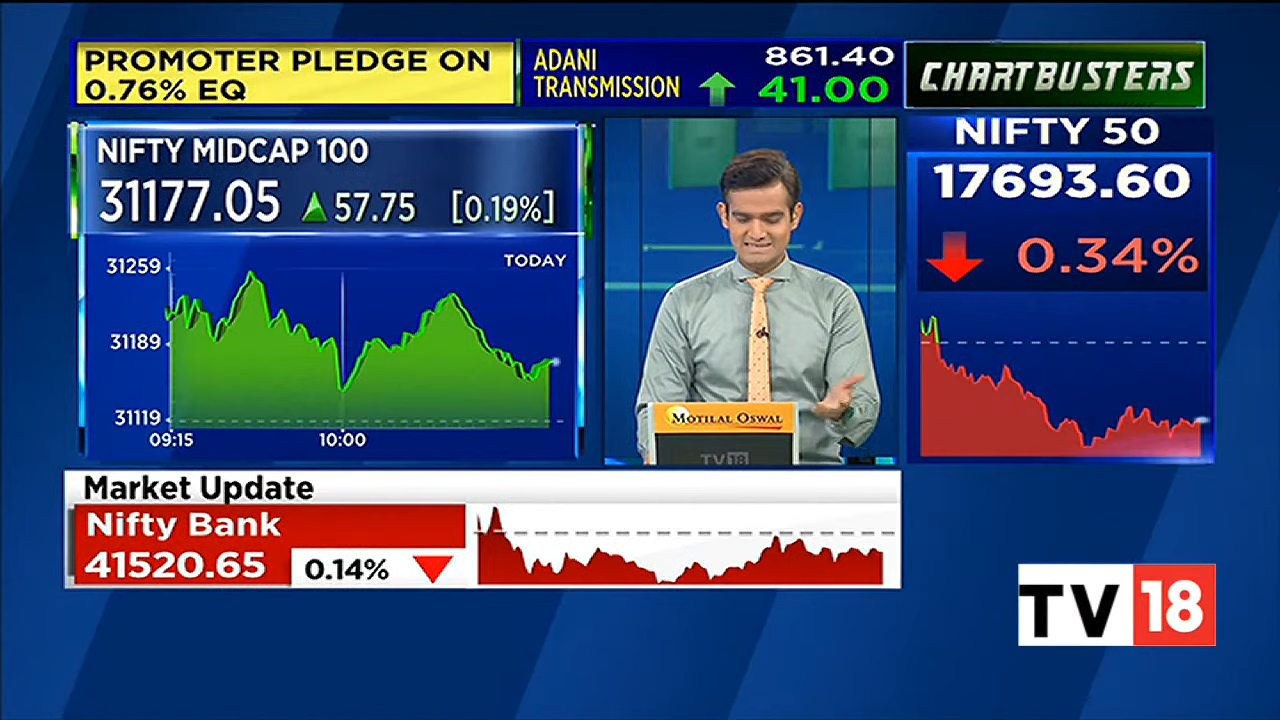 PROMOTER PLEDGE ON
0.76% EQ
ADANI
TRANSMISSION
861.40
41.00
CHARTBUSTERS
NIFTY MIDCAP 100
31177.05 57.75 [0.19%]
TODAY
31259
31189
31119
09:15 10:00
MOTILAL OSWAL
TV18
NIFTY 50
17693.60
0.34%
Market Update
Nifty Bank
41520.65 0.14%
TV18